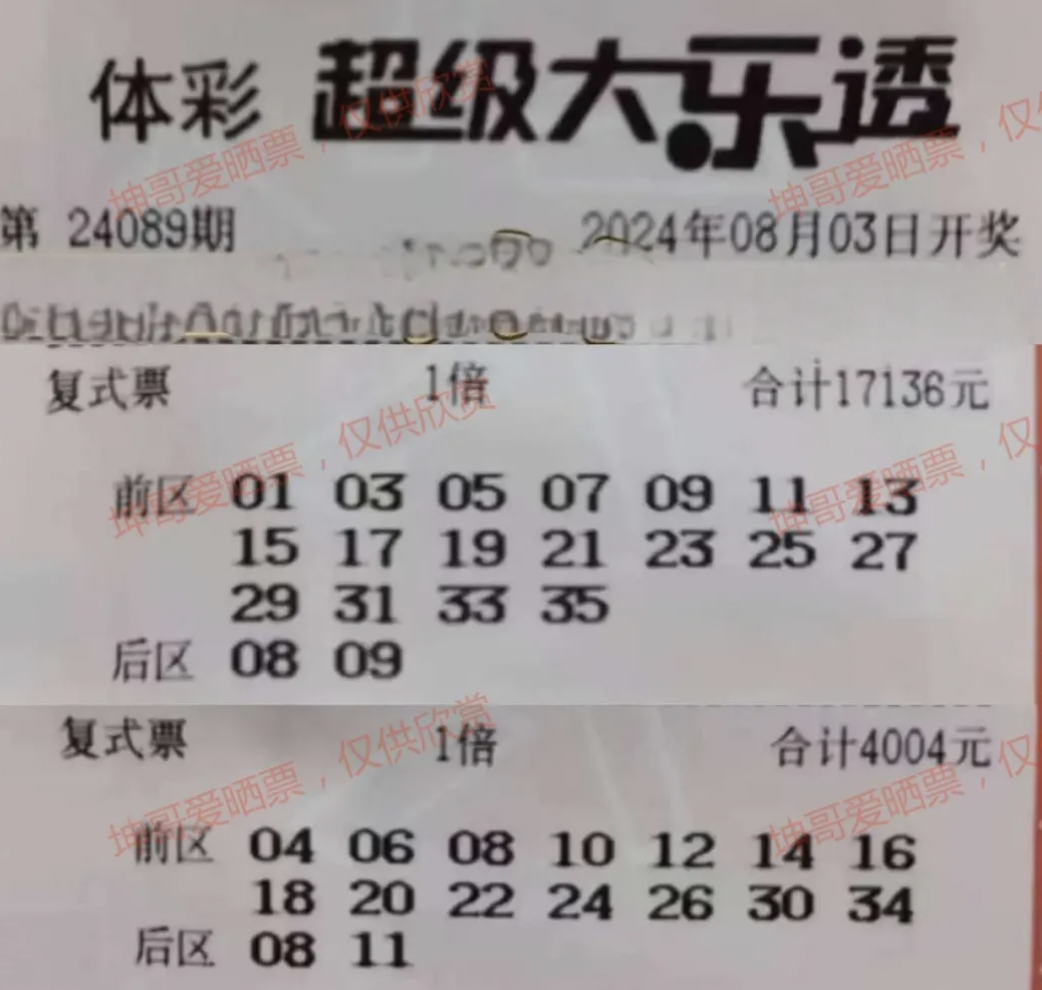 体彩 超级大乐透
第 24089期 2024年08月03日开奖
复式票 1倍 合计17136元
前区 01 03 05 07 09 11 13
15 17 19 21 23 25 27
29 31 33 35
后区 08 09
复式票 1倍 合计4004元
前区 04 06 08 10 12 14 16
18 20 22 24 26 30 34
后区 08 11
坤哥爱晒票，仅供欣赏
坤哥爱晒票，仅
坤哥爱晒票，仅供欣赏
坤哥爱晒票，仅
坤哥爱晒票，仅供欣赏
坤哥爱晒票，仅